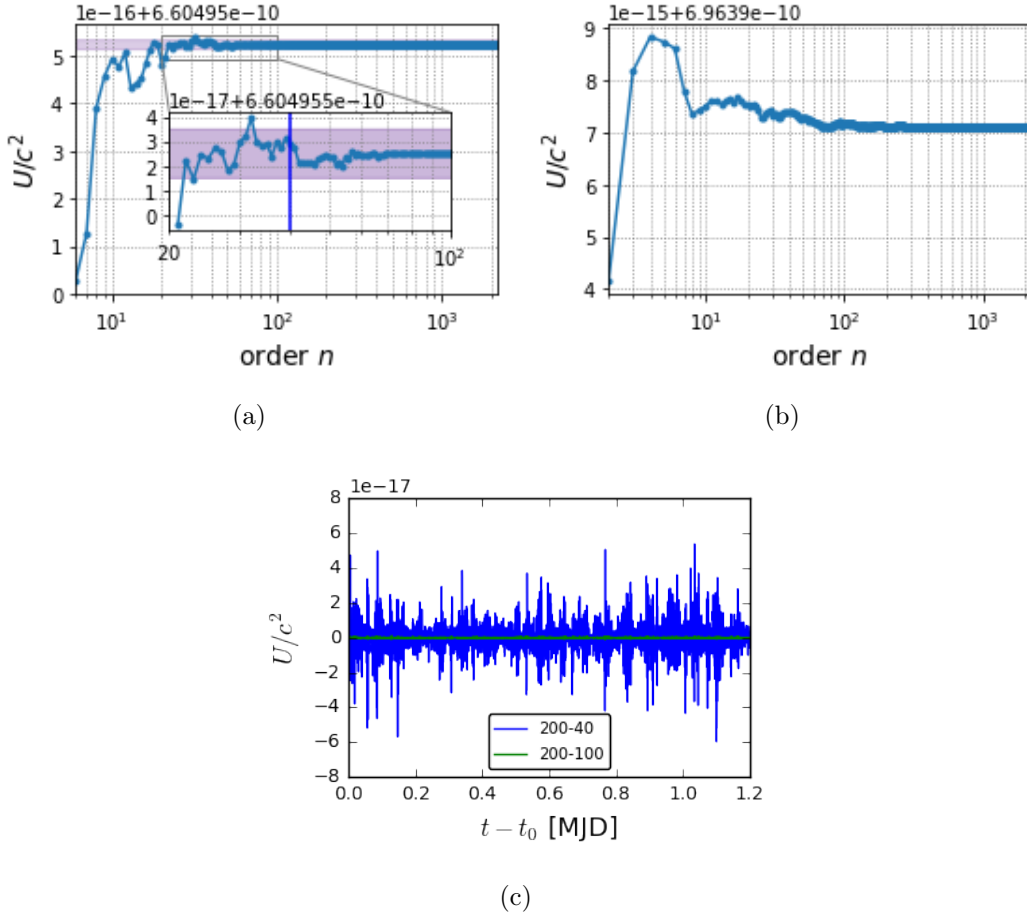 1e−16+6.60495e−10
U/c²
5
4
3
2
1
0
1e−17+6.604955e−10
4
3
2
1
0
20
10²
10¹
10²
10³
order n
(a)
1e−15+6.9639e−10
U/c²
9
8
7
6
5
4
10¹
10²
10³
order n
(b)
1e−17
U/c²
8
6
4
2
0
−2
−4
−6
−8
200-40
200-100
0.0 0.2 0.4 0.6 0.8 1.0 1.2
t − t₀ [MJD]
(c)